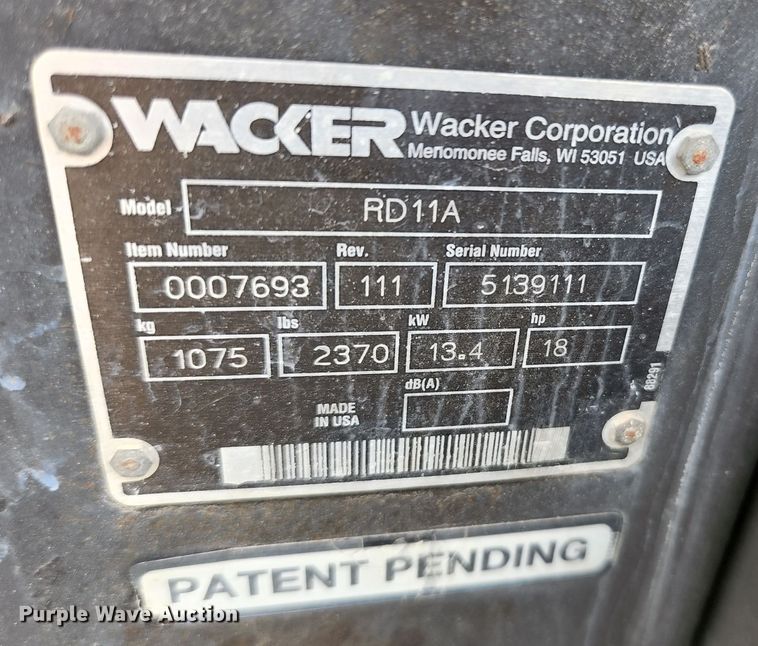 WACKER Wacker Corporation
Menomonee Falls, WI 53051 USA
Model RD11A
Item Number Rev. Serial Number
0007693 111 5139111
kg lbs kW hp
1075 2370 13.4 18
dB(A)
MADE
IN USA
88291
PATENT PENDING
Purple Wave Auction